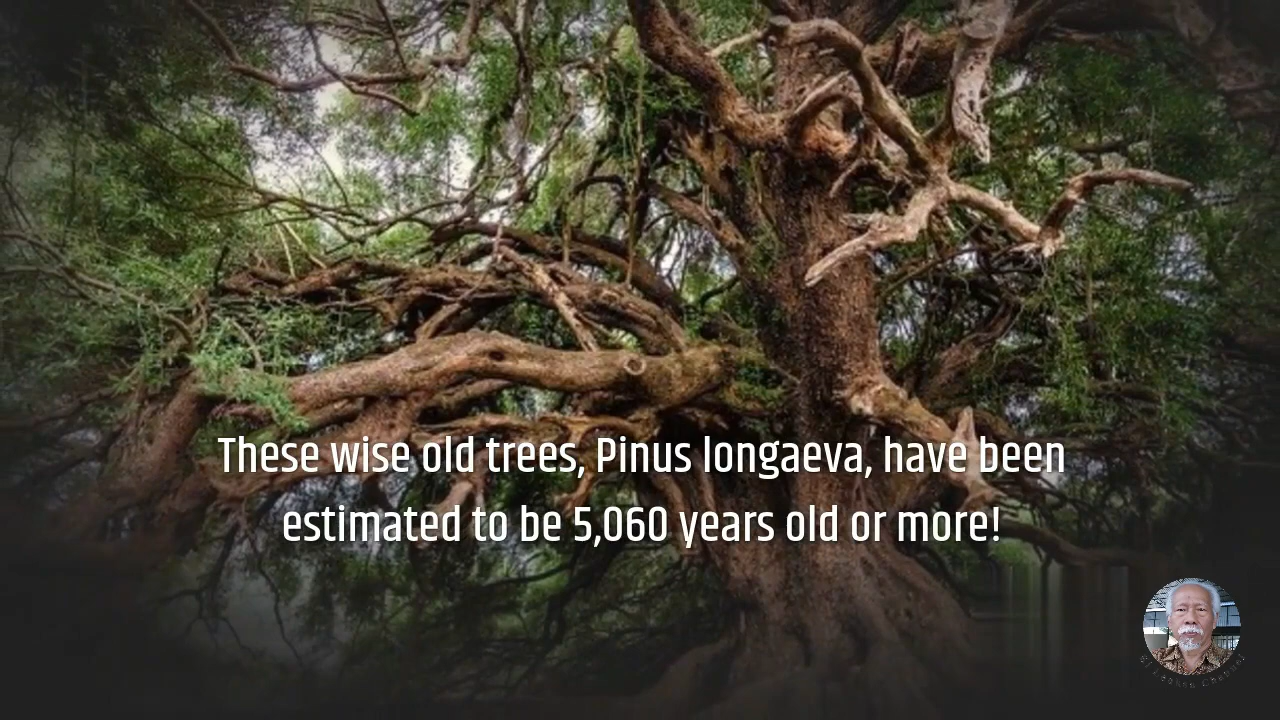 These wise old trees, Pinus longaeva, have been
estimated to be 5,060 years old or more!